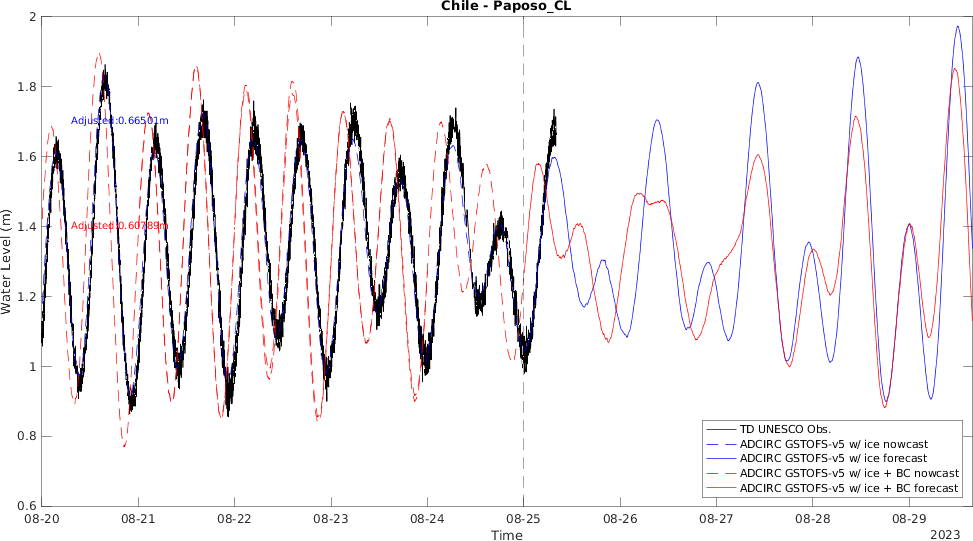 Chile - Paposo_CL
2
1.8
Adjusted:0.66501m
1.6
Adjusted:0.60789m
1.4
Water Level (m)
1.2
1
0.8
0.6
TD UNESCO Obs.
ADCIRC GSTOFS-v5 w/ ice nowcast
ADCIRC GSTOFS-v5 w/ ice forecast
ADCIRC GSTOFS-v5 w/ ice + BC nowcast
ADCIRC GSTOFS-v5 w/ ice + BC forecast
08-20 08-21 08-22 08-23 08-24 08-25 08-26 08-27 08-28 08-29
Time
2023